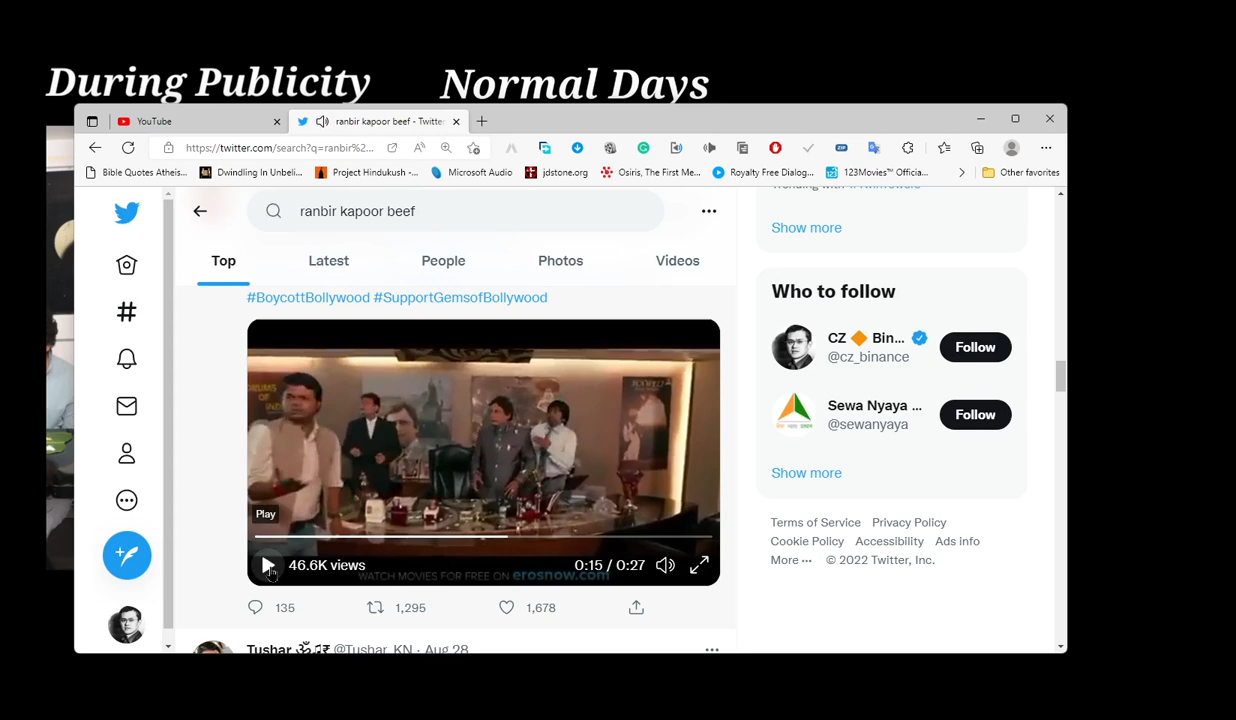 During Publicity
Normal Days
YouTube
ranbir kapoor beef - Twitte
https://twitter.com/search?q=ranbir%2...
Bible Quotes Atheis...
Dwindling In Unbeli...
Project Hindukush -...
Microsoft Audio
jdstone.org
Osiris, The First Me...
Royalty Free Dialog...
123Movies™ Officia...
Other favorites
ranbir kapoor beef
Top
Latest
People
Photos
Videos
#BoycottBollywood #SupportGemsofBollywood
Play
46.6K views
0:15 / 0:27
WATCH MOVIES FOR FREE ON erosnow.com
135
1,295
1,678
Tushar ॐ🎵₹ @Tushar_KN · Aug 28
Show more
Who to follow
CZ 🔶 Bin...
@cz_binance
Follow
Sewa Nyaya ...
@sewanyaya
Follow
Show more
Terms of Service Privacy Policy
Cookie Policy Accessibility Ads info
More ··· © 2022 Twitter, Inc.